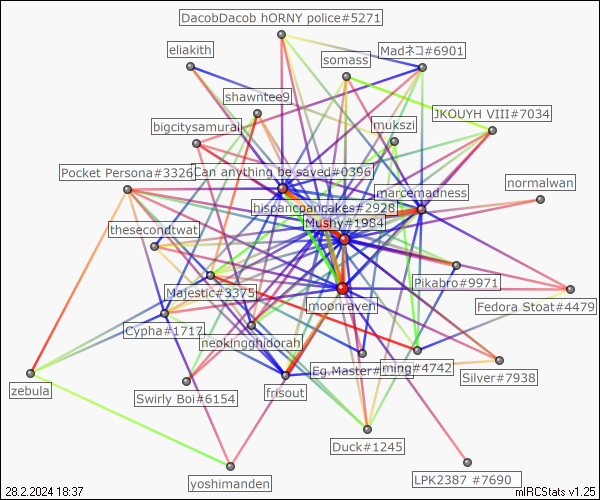 DacobDacob hORNY police#5271
eliakith
Madネコ#6901
somass
shawntee9
JKOUYH VIII#7034
bigcitysamurai
mukszi
Pocket Persona#3326
Can anything be saved#0396
marcemadness
normalwan
hispancpancakes#2928
Mushy#1984
thesecondtwat
Pikabro#9971
Majestic#3375
moonraven
Fedora Stoat#4479
Cypha#1717
neokingghidorah
Eg.Master#
ming#4742
Silver#7938
zebula
Swirly Boi#6154
frisout
Duck#1245
yoshimanden
LPK2387 #7690
28.2.2024 18:37
mIRCStats v1.25